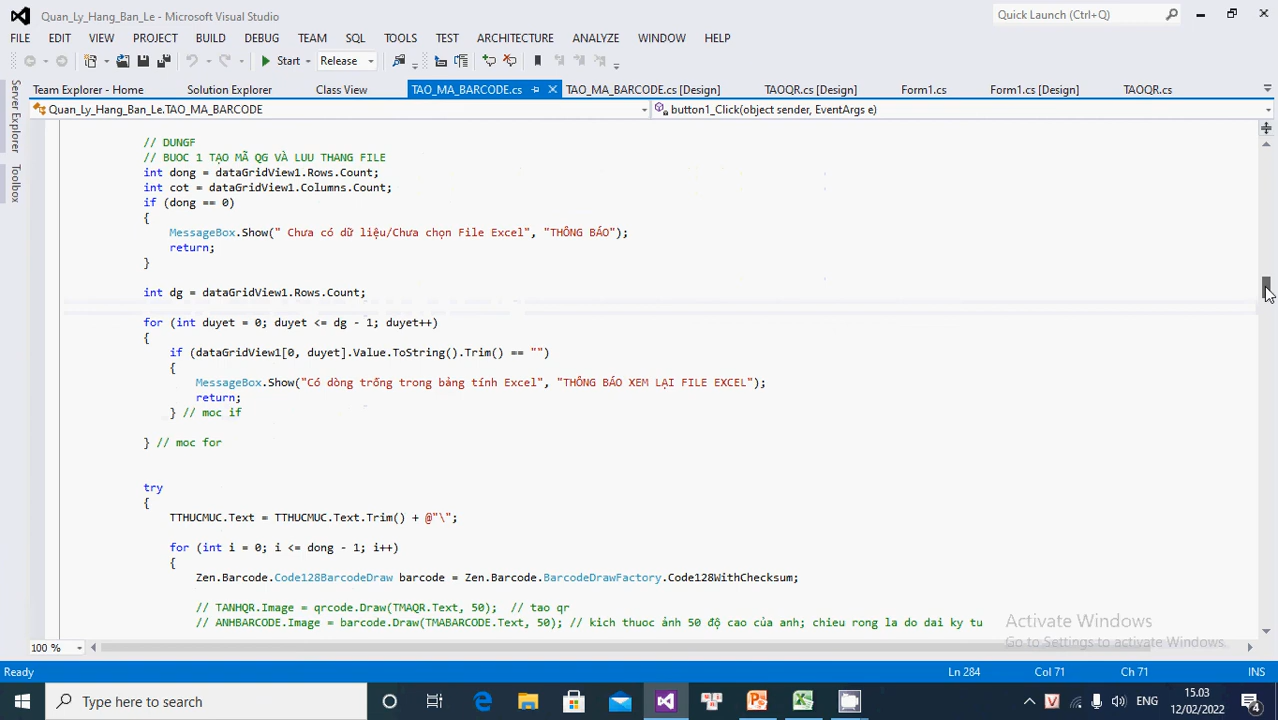 Quan_Ly_Hang_Ban_Le - Microsoft Visual Studio
Quick Launch (Ctrl+Q)
FILE EDIT VIEW PROJECT BUILD DEBUG TEAM SQL TOOLS TEST ARCHITECTURE ANALYZE WINDOW HELP
Start Release
Server Explorer
Toolbox
Team Explorer - Home Solution Explorer Class View TAO_MA_BARCODE.cs TAO_MA_BARCODE.cs [Design] TAOQR.cs [Design] Form1.cs Form1.cs [Design] TAOQR.cs
Quan_Ly_Hang_Ban_Le.TAO_MA_BARCODE button1_Click(object sender, EventArgs e)
// DUNGF
// BUOC 1 TẠO MÃ QG VÀ LUU THANG FILE
int dong = dataGridView1.Rows.Count;
int cot = dataGridView1.Columns.Count;
if (dong == 0)
{
MessageBox.Show(" Chưa có dữ liệu/Chưa chọn File Excel", "THÔNG BÁO");
return;
}
int dg = dataGridView1.Rows.Count;
for (int duyet = 0; duyet <= dg - 1; duyet++)
{
if (dataGridView1[0, duyet].Value.ToString().Trim() == "")
{
MessageBox.Show("Có dòng trống trong bảng tính Excel", "THÔNG BÁO XEM LẠI FILE EXCEL");
return;
} // moc if
} // moc for
try
{
TTHUCMUC.Text = TTHUCMUC.Text.Trim() + @"\";
for (int i = 0; i <= dong - 1; i++)
{
Zen.Barcode.Code128BarcodeDraw barcode = Zen.Barcode.BarcodeDrawFactory.Code128WithChecksum;
// TANHQR.Image = qrcode.Draw(TMAQR.Text, 50); // tao qr
// ANHBARCODE.Image = barcode.Draw(TMABARCODE.Text, 50); // kich thuoc ảnh 50 độ cao của anh; chieu rong la do dai ky tu
Activate Windows
Go to Settings to activate Windows.
100 %
Ready Ln 284 Col 71 Ch 71 INS
Type here to search
ENG
15.03
12/02/2022
4